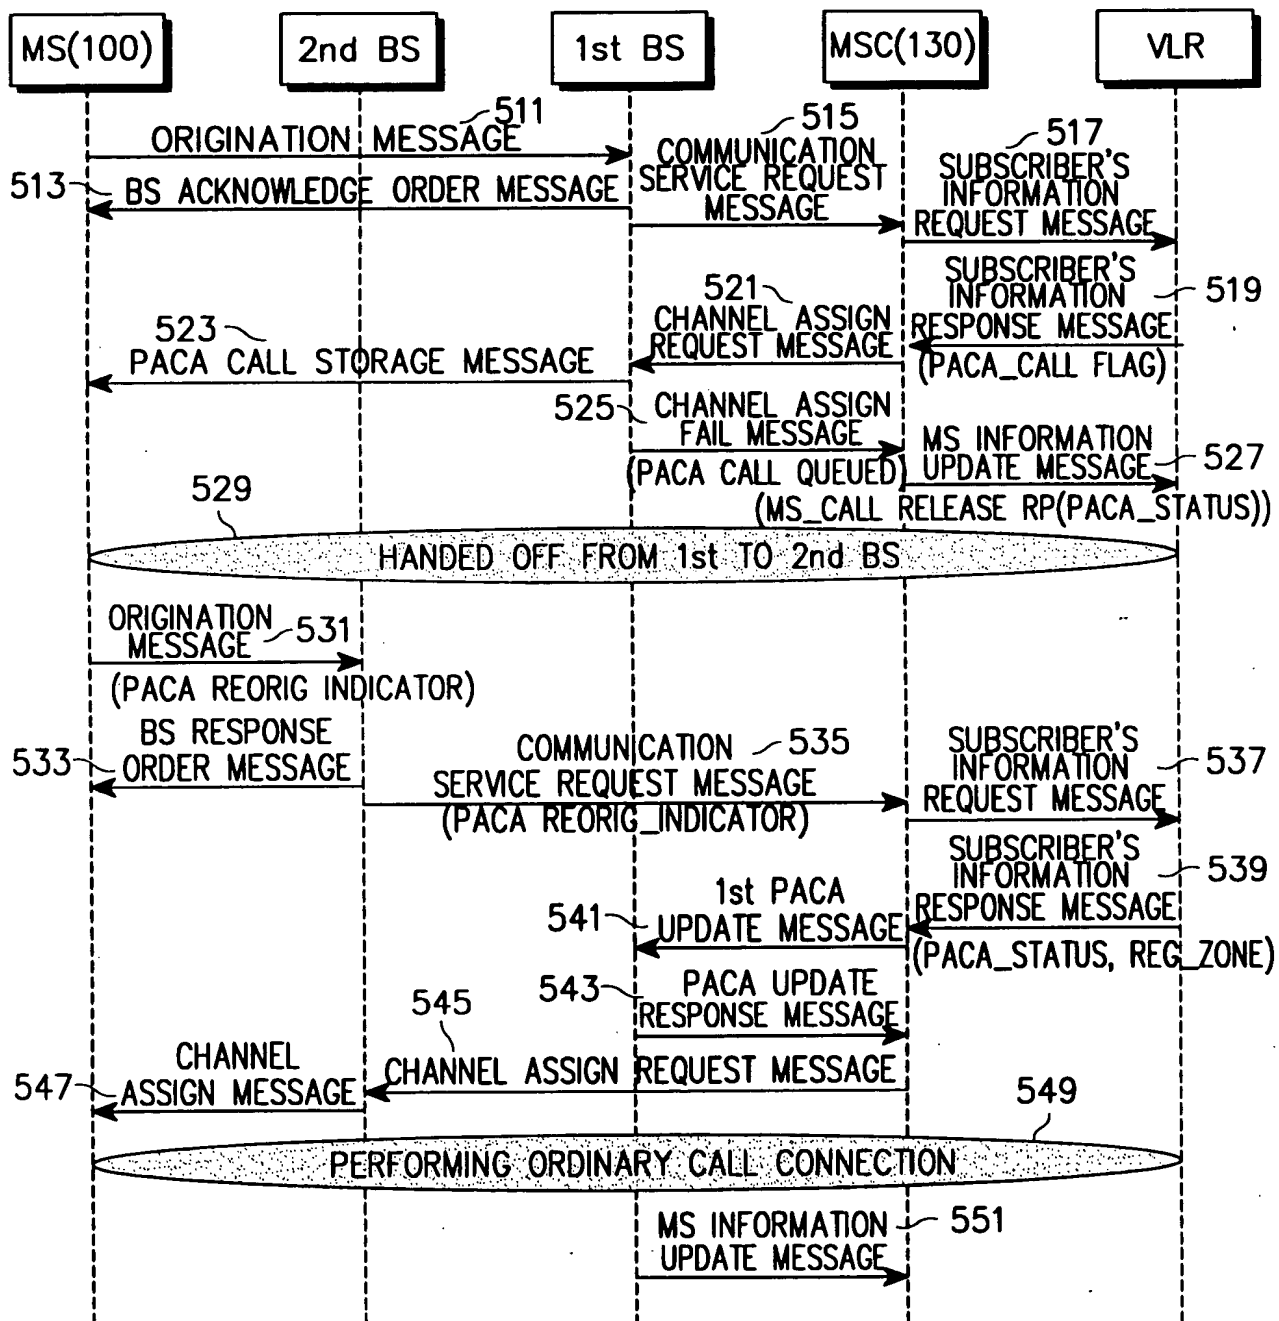 MS(100)
2nd BS
1st BS
MSC(130)
VLR
511
ORIGINATION MESSAGE
513
BS ACKNOWLEDGE ORDER MESSAGE
515
COMMUNICATION
SERVICE REQUEST
MESSAGE
517
SUBSCRIBER'S
INFORMATION
REQUEST MESSAGE
SUBSCRIBER'S
INFORMATION
RESPONSE MESSAGE
519
(PACA_CALL FLAG)
521
CHANNEL ASSIGN
REQUEST MESSAGE
523
PACA CALL STORAGE MESSAGE
525
CHANNEL ASSIGN
FAIL MESSAGE
(PACA CALL QUEUED)
MS INFORMATION
UPDATE MESSAGE
527
(MS_CALL RELEASE RP(PACA_STATUS))
529
HANDED OFF FROM 1st TO 2nd BS
ORIGINATION
MESSAGE
531
(PACA REORIG INDICATOR)
533
BS RESPONSE
ORDER MESSAGE
COMMUNICATION
SERVICE REQUEST MESSAGE
535
(PACA REORIG_INDICATOR)
SUBSCRIBER'S
INFORMATION
REQUEST MESSAGE
537
SUBSCRIBER'S
INFORMATION
RESPONSE MESSAGE
539
(PACA_STATUS, REG_ZONE)
541
1st PACA
UPDATE MESSAGE
543
PACA UPDATE
RESPONSE MESSAGE
545
CHANNEL ASSIGN REQUEST MESSAGE
547
CHANNEL
ASSIGN MESSAGE
549
PERFORMING ORDINARY CALL CONNECTION
MS INFORMATION
UPDATE MESSAGE
551